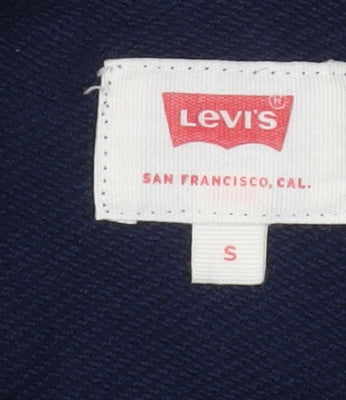 LEVI'S ®
SAN FRANCISCO, CAL.
S